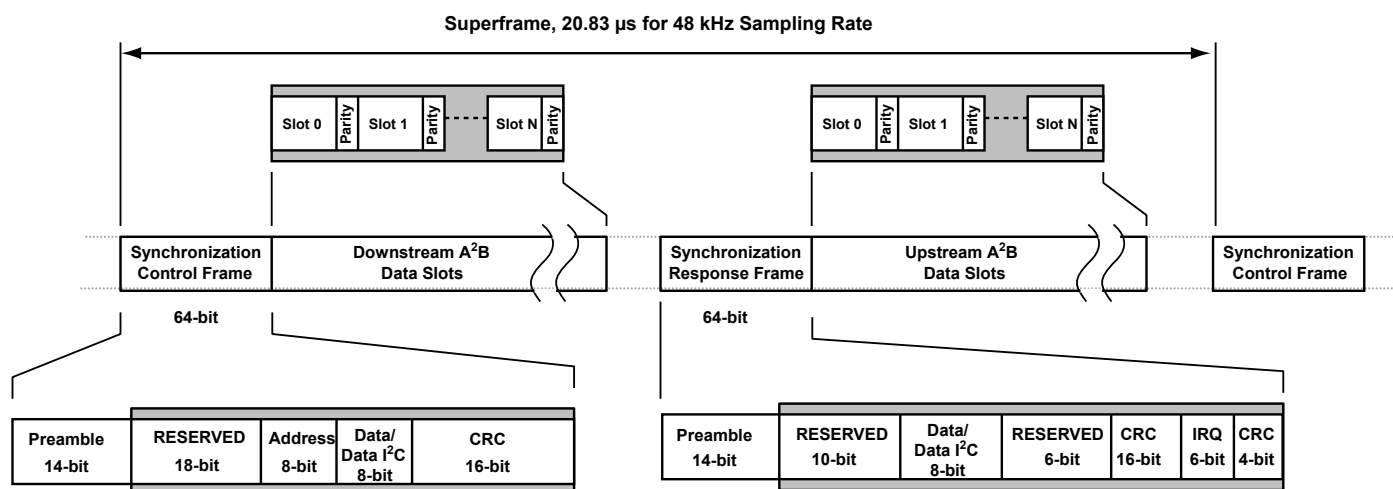 Superframe, 20.83 µs for 48 kHz Sampling Rate
Slot 0
Parity
Slot 1
Parity
Slot N
Parity
Slot 0
Parity
Slot 1
Parity
Slot N
Parity
Synchronization
Control Frame
Downstream A²B
Data Slots
Synchronization
Response Frame
Upstream A²B
Data Slots
Synchronization
Control Frame
64-bit
64-bit
Preamble
14-bit
RESERVED
18-bit
Address
8-bit
Data/
Data I²C
8-bit
CRC
16-bit
Preamble
14-bit
RESERVED
10-bit
Data/
Data I²C
8-bit
RESERVED
6-bit
CRC
16-bit
IRQ
6-bit
CRC
4-bit